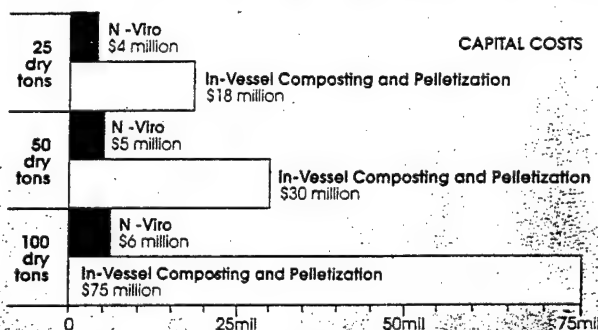 CAPITAL COSTS
25
dry
tons
N -Viro
$4 million
In-Vessel Composting and Pelletization
$18 million
50
dry
tons
N -Viro
$5 million
In-Vessel Composting and Pelletization
$30 million
100
dry
tons
N -Viro
$6 million
In-Vessel Composting and Pelletization
$75 million
0 25mil 50mil 75mil